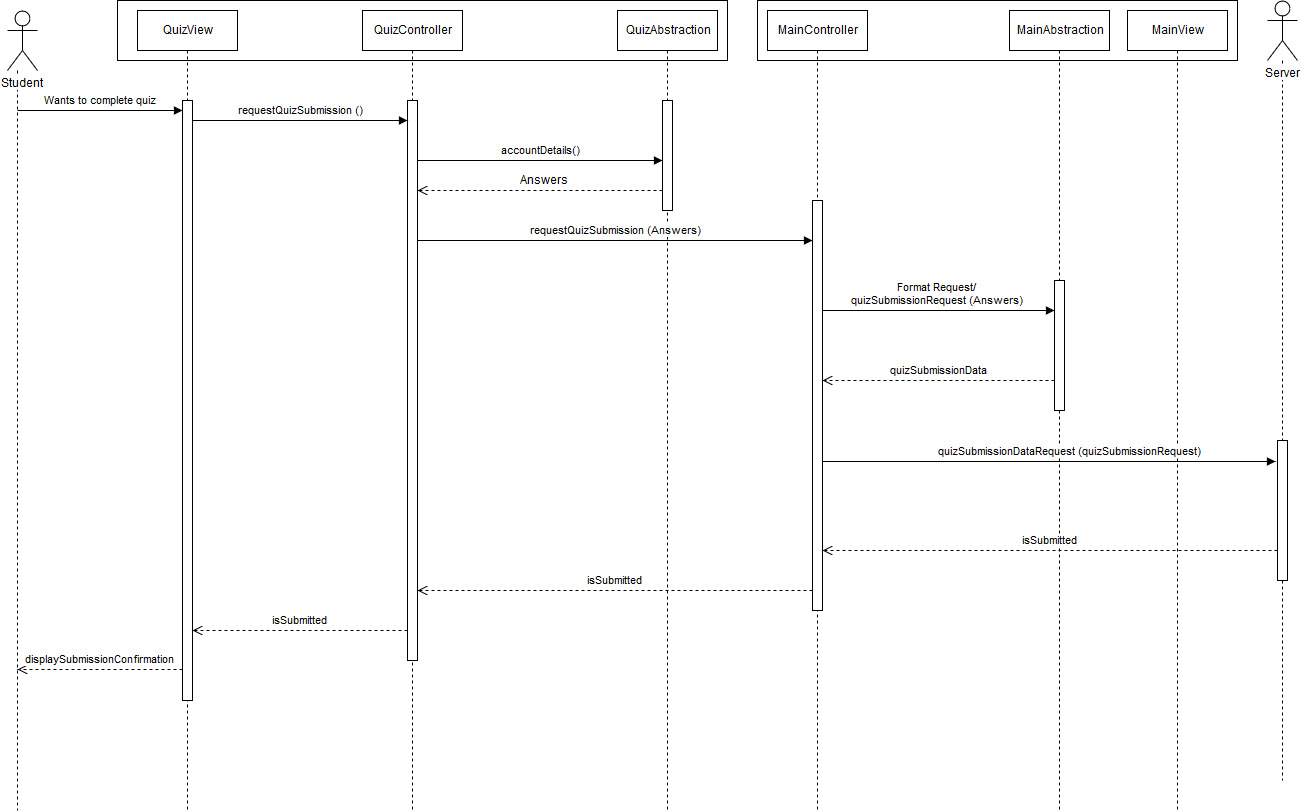 QuizView
QuizController
QuizAbstraction
MainController
MainAbstraction
MainView
Student
Server
Wants to complete quiz
requestQuizSubmission ()
accountDetails()
Answers
requestQuizSubmission (Answers)
Format Request/
quizSubmissionRequest (Answers)
quizSubmissionData
quizSubmissionDataRequest (quizSubmissionRequest)
isSubmitted
isSubmitted
isSubmitted
displaySubmissionConfirmation